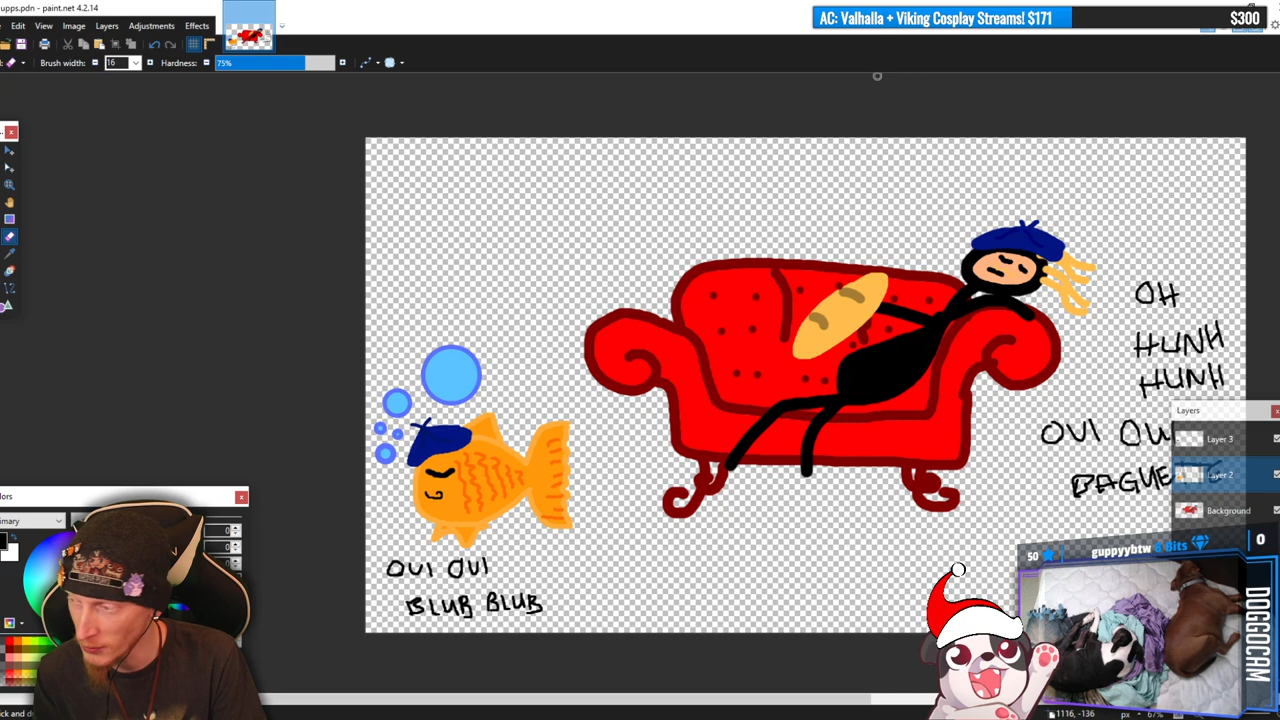 upps.pdn - paint.net 4.2.14
Edit View Image Layers Adjustments Effects
AC: Valhalla + Viking Cosplay Streams! $171
$300
Brush width: 16 Hardness: 75%
OH
HUNH
HUNH
OUI OUI
BAGUETTE
OUI OUI
BLUB BLUB
Layers
Layer 3
Layer 2
Background
50
guppyybtw 8 Bits
0
DOGGOCAM
1116, -136 px 67%